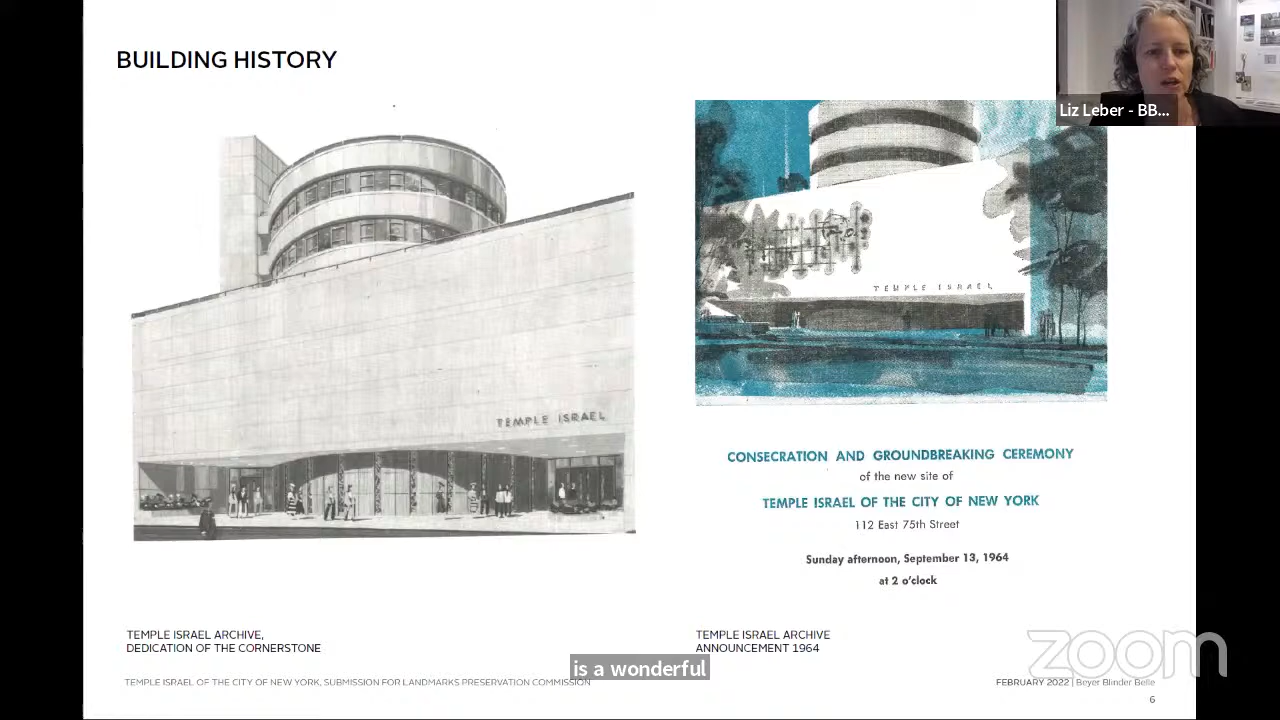 BUILDING HISTORY
Liz Leber - BB...
TEMPLE ISRAEL
TEMPLE ISRAEL
CONSECRATION AND GROUNDBREAKING CEREMONY
of the new site of
TEMPLE ISRAEL OF THE CITY OF NEW YORK
112 East 75th Street
Sunday afternoon, September 13, 1964
at 2 o'clock
TEMPLE ISRAEL ARCHIVE,
DEDICATION OF THE CORNERSTONE
TEMPLE ISRAEL ARCHIVE
ANNOUNCEMENT 1964
zoom
is a wonderful
TEMPLE ISRAEL OF THE CITY OF NEW YORK, SUBMISSION FOR LANDMARKS PRESERVATION COMMISSION
FEBRUARY 2022 | Beyer Blinder Belle
6